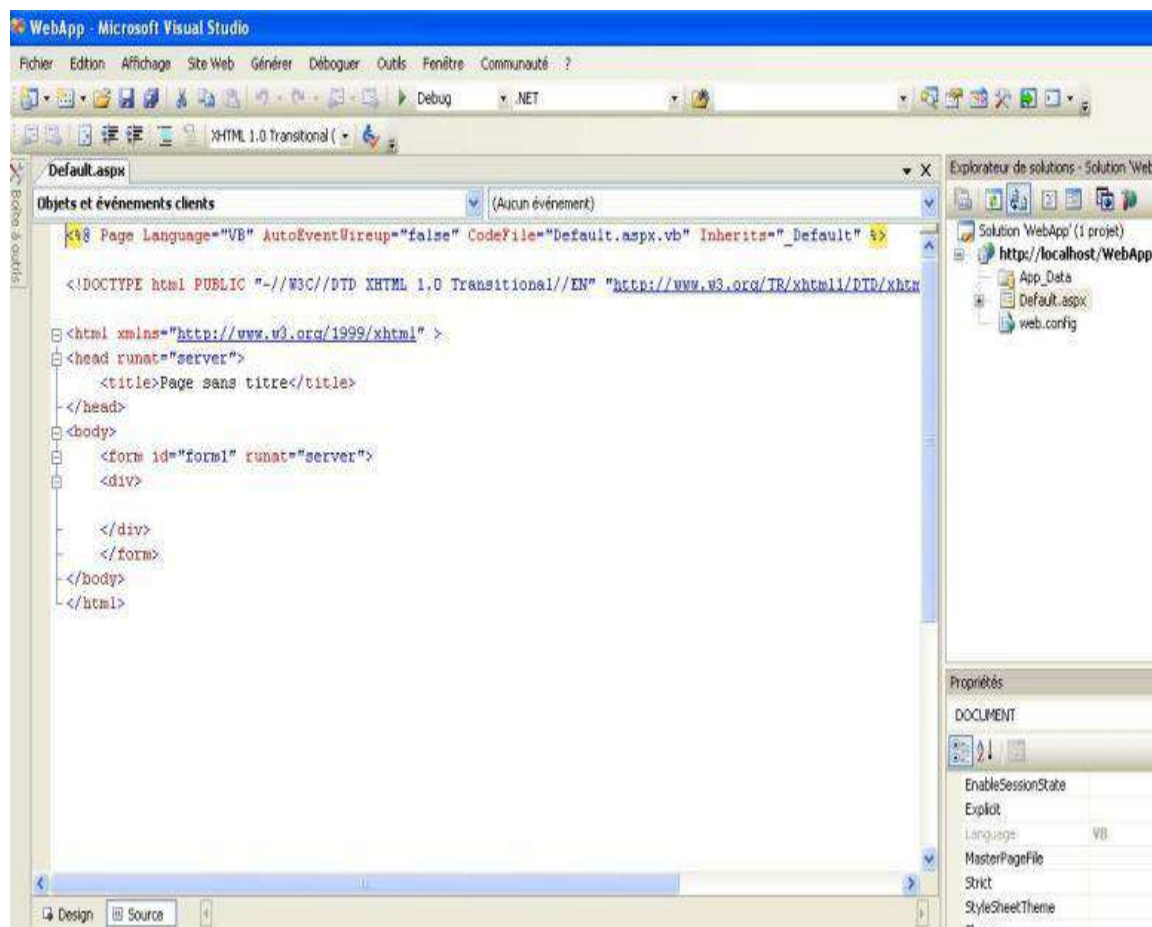 WebApp - Microsoft Visual Studio
Fichier Edition Affichage Site Web Générer Déboguer Outils Fenêtre Communauté ?
Debug .NET
XHTML 1.0 Transitional (
Boîte à outils
Default.aspx
Objets et événements clients (Aucun événement)
<%@ Page Language="VB" AutoEventWireup="false" CodeFile="Default.aspx.vb" Inherits="_Default" %>
<!DOCTYPE html PUBLIC "-//W3C//DTD XHTML 1.0 Transitional//EN" "http://www.w3.org/TR/xhtml1/DTD/xhtm
<html xmlns="http://www.w3.org/1999/xhtml" >
<head runat="server">
<title>Page sans titre</title>
</head>
<body>
<form id="form1" runat="server">
<div>
</div>
</form>
</body>
</html>
Design Source
Explorateur de solutions - Solution 'Web
Solution 'WebApp' (1 projet)
http://localhost/WebApp
App_Data
Default.aspx
web.config
Propriétés
DOCUMENT
EnableSessionState
Explicit
Language VB
MasterPageFile
Strict
StyleSheetTheme